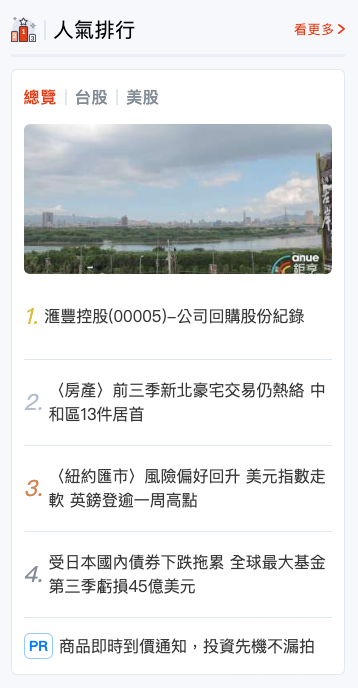 人氣排行
看更多
總覽 台股 美股
anue
鉅亨
1. 滙豐控股(00005)-公司回購股份紀錄
2. 〈房產〉前三季新北豪宅交易仍熱絡 中
和區13件居首
3. 〈紐約匯市〉風險偏好回升 美元指數走
軟 英鎊登逾一周高點
4. 受日本國內債券下跌拖累 全球最大基金
第三季虧損45億美元
PR 商品即時到價通知，投資先機不漏拍